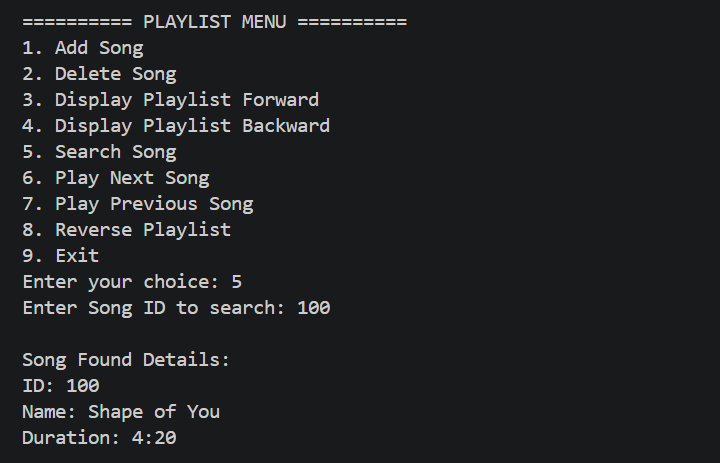 ========== PLAYLIST MENU ==========
1. Add Song
2. Delete Song
3. Display Playlist Forward
4. Display Playlist Backward
5. Search Song
6. Play Next Song
7. Play Previous Song
8. Reverse Playlist
9. Exit
Enter your choice: 5
Enter Song ID to search: 100
Song Found Details:
ID: 100
Name: Shape of You
Duration: 4:20